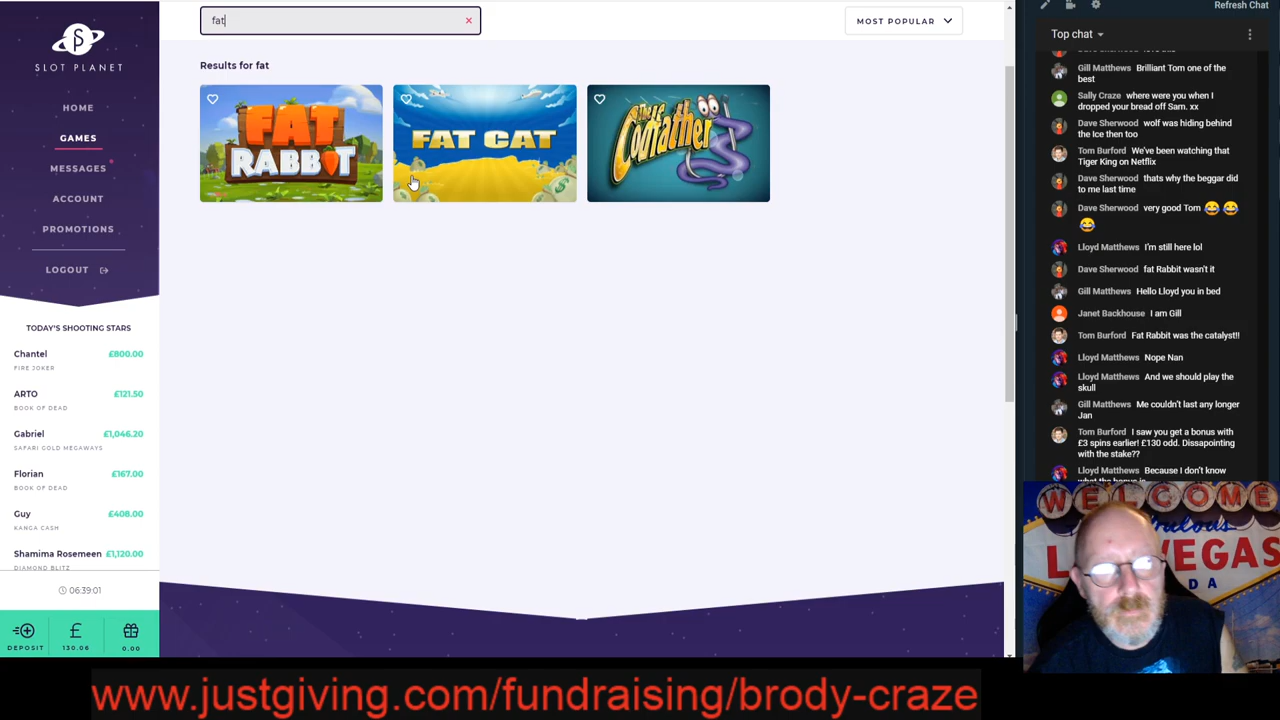 fat
MOST POPULAR
SLOT PLANET
HOME
GAMES
MESSAGES
ACCOUNT
PROMOTIONS
LOGOUT
TODAY'S SHOOTING STARS
Chantel £800.00
FIRE JOKER
ARTO £121.50
BOOK OF DEAD
Gabriel £1,046.20
SAFARI GOLD MEGAWAYS
Florian £167.00
BOOK OF DEAD
Guy £408.00
KANGA CASH
Shamima Rosemeen £1,120.00
DIAMOND BLITZ
06:39:01
DEPOSIT
£
130.06
0.00
Results for fat
FAT
RABBOT
FAT CAT
The
Codfather
Refresh Chat
Top chat
Gill Matthews Brilliant Tom one of the
best
Sally Craze where were you when I
dropped your bread off Sam. xx
Dave Sherwood wolf was hiding behind
the Ice then too
Tom Burford We've been watching that
Tiger King on Netflix
Dave Sherwood thats why the beggar did
to me last time
Dave Sherwood very good Tom 😂 😂
😂
Lloyd Matthews I'm still here lol
Dave Sherwood fat Rabbit wasn't it
Gill Matthews Hello Lloyd you in bed
Janet Backhouse I am Gill
Tom Burford Fat Rabbit was the catalyst!!
Lloyd Matthews Nope Nan
Lloyd Matthews And we should play the
skull
Gill Matthews Me couldn't last any longer
Jan
Tom Burford I saw you get a bonus with
£3 spins earlier! £130 odd. Dissapointing
with the stake??
Lloyd Matthews Because I don't know
what the bonus is
WELCOME
VEGAS
www.justgiving.com/fundraising/brody-craze